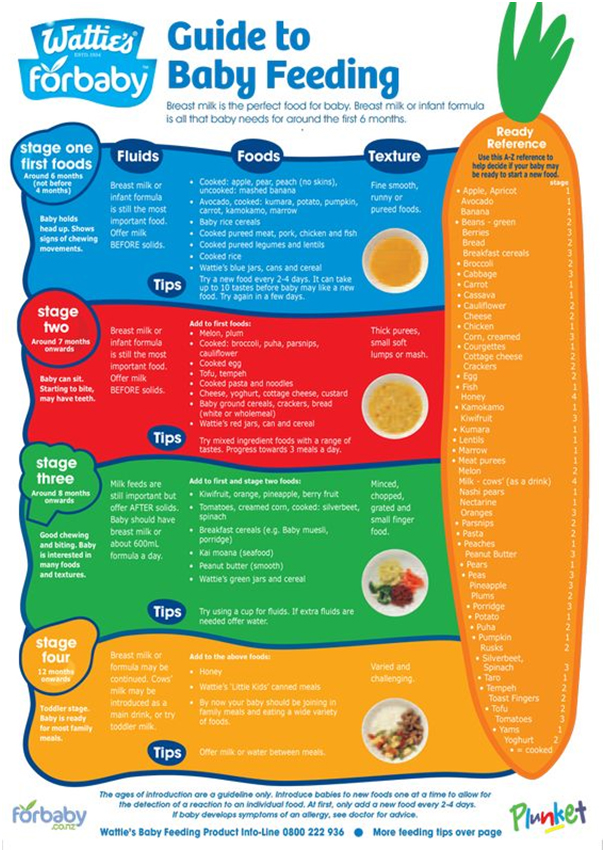 Wattie's
ESTD. 1934
forbaby™
Guide to
Baby Feeding
Breast milk is the perfect food for baby. Breast milk or infant formula
is all that baby needs for around the first 6 months.
stage one
first foods
Around 6 months
(not before
4 months)
Baby holds
head up. Shows
signs of chewing
movements.
Fluids
Breast milk or
infant formula
is still the most
important food.
Offer milk
BEFORE solids.
Foods
• Cooked: apple, pear, peach (no skins),
uncooked: mashed banana
• Avocado, cooked: kumara, potato, pumpkin,
carrot, kamokamo, marrow
• Baby rice cereals
• Cooked pureed meat, pork, chicken and fish
• Cooked pureed legumes and lentils
• Cooked rice
• Wattie's blue jars, cans and cereal
Texture
Fine smooth,
runny or
pureed foods.
Tips
Try a new food every 2-4 days. It can take
up to 10 tastes before baby may like a new
food. Try again in a few days.
stage
two
Around 7 months
onwards
Baby can sit.
Starting to bite,
may have teeth.
Breast milk or
infant formula
is still the most
important food.
Offer milk
BEFORE solids.
Add to first foods:
• Melon, plum
• Cooked: broccoli, puha, parsnips,
cauliflower
• Cooked egg
• Tofu, tempeh
• Cooked pasta and noodles
• Cheese, yoghurt, cottage cheese, custard
• Baby ground cereals, crackers, bread
(white or wholemeal)
• Wattie's red jars, can and cereal
Thick purees,
small soft
lumps or mash.
Tips
Try mixed ingredient foods with a range of
tastes. Progress towards 3 meals a day.
stage
three
Around 8 months
onwards
Good chewing
and biting. Baby
is interested in
many foods
and textures.
Milk feeds are
still important but
offer AFTER solids.
Baby should have
breast milk or
about 600mL
formula a day.
Add to first and stage two foods:
• Kiwifruit, orange, pineapple, berry fruit
• Tomatoes, creamed corn, cooked: silverbeet,
spinach
• Breakfast cereals (e.g. Baby muesli,
porridge)
• Kai moana (seafood)
• Peanut butter (smooth)
• Wattie's green jars and cereal
Minced,
chopped,
grated and
small finger
food.
Tips
Try using a cup for fluids. If extra fluids are
needed offer water.
stage
four
12 months
onwards
Toddler stage.
Baby is ready
for most family
meals.
Breast milk or
formula may be
continued. Cows'
milk may be
introduced as a
main drink, or try
toddler milk.
Add to the above foods:
• Honey
• Wattie's 'Little Kids' canned meals
• By now your baby should be joining in
family meals and eating a wide variety
of foods.
Varied and
challenging.
Tips
Offer milk or water between meals.
Ready
Reference
Use this A-Z reference to
help decide if your baby may
be ready to start a new food.
stage
• Apple, Apricot 1
Avocado 1
Banana 1
• Beans - green 2
Berries 3
Bread 2
Breakfast cereals 3
• Broccoli 2
• Cabbage 3
• Carrot 1
• Cassava 1
• Cauliflower 2
Cheese 2
• Chicken 1
Corn, creamed 3
• Courgettes 1
Cottage cheese 2
Crackers 2
• Egg 2
• Fish 1
Honey 4
• Kamokamo 1
Kiwifruit 3
• Kumara 1
• Lentils 1
• Marrow 1
• Meat purees 1
Melon 2
Milk - cows' (as a drink) 4
Nashi pears 1
Nectarine 1
Oranges 3
• Parsnips 2
• Pasta 2
• Peaches 1
Peanut Butter 3
• Pears 1
• Peas 3
Pineapple 3
Plums 2
• Porridge 3
• Potato 1
• Puha 2
• Pumpkin 1
Rusks 2
• Silverbeet,
Spinach 3
• Taro 1
• Tempeh 2
Toast Fingers 2
• Tofu 2
Tomatoes 3
• Yams 1
Yoghurt 2
• = cooked
The ages of introduction are a guideline only. Introduce babies to new foods one at a time to allow for
the detection of a reaction to an individual food. At first, only add a new food every 2-4 days.
If baby develops symptoms of an allergy, see doctor for advice.
forbaby
.co.nz
Wattie's Baby Feeding Product Info-Line 0800 222 936 ● More feeding tips over page
Plunket